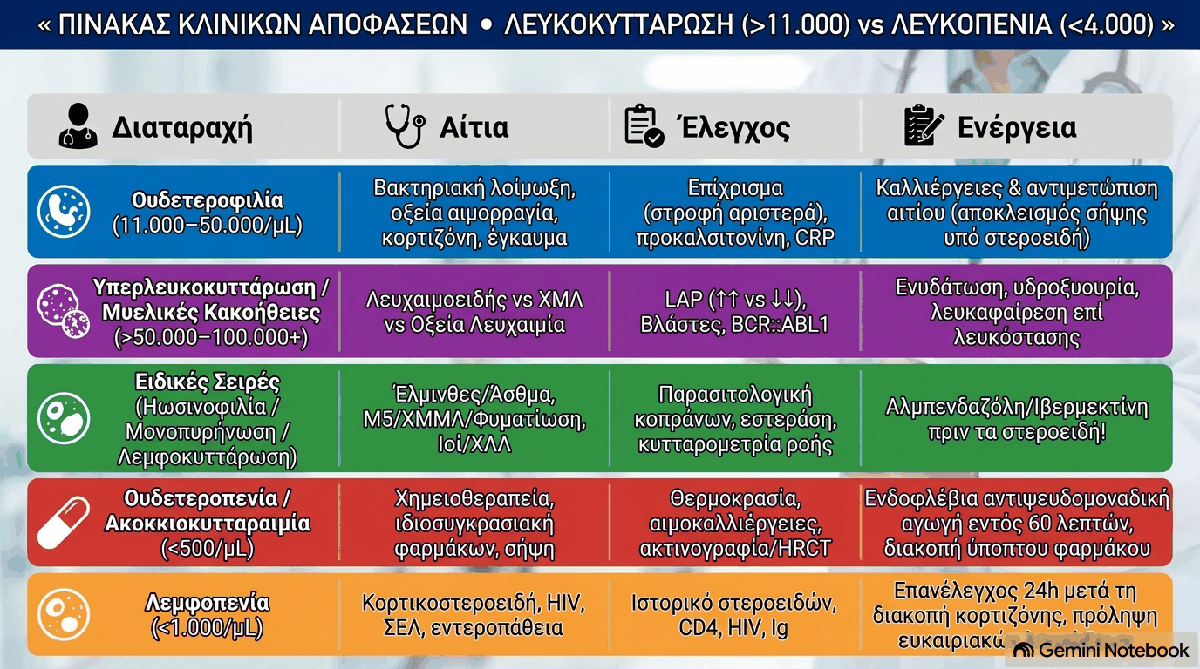 « ΠΙΝΑΚΑΣ ΚΛΙΝΙΚΩΝ ΑΠΟΦΑΣΕΩΝ • ΛΕΥΚΟΚΥΤΤΑΡΩΣΗ (>11.000) vs ΛΕΥΚΟΠΕΝΙΑ (<4.000) »
Διαταραχή
Αίτια
Έλεγχος
Ενέργεια
Ουδετεροφιλία
(11.000–50.000/μL)
Βακτηριακή λοίμωξη,
οξεία αιμορραγία,
κορτιζόνη, έγκαυμα
Επίχρισμα
(στροφή αριστερά),
προκαλσιτονίνη, CRP
Καλλιέργειες & αντιμετώπιση
αιτίου (αποκλεισμός σήψης
υπό στεροειδή)
Υπερλευκοκυττάρωση /
Μυελικές Κακοήθειες
(>50.000–100.000+)
Λευχαιμοειδής vs ΧΜΛ
vs Οξεία Λευχαιμία
LAP (↑↑ vs ↓↓),
Βλάστες, BCR::ABL1
Ενυδάτωση, υδροξυουρία,
λευκαφαίρεση επί
λευκόστασης
Ειδικές Σειρές
(Ηωσινοφιλία /
Μονοπυρήνωση /
Λεμφοκυττάρωση)
Έλμινθες/Άσθμα,
Μ5/ΧΜΜΛ/Φυματίωση,
Ιοί/ΧΛΛ
Παρασιτολογική
κοπράνων, εστεράση,
κυτταρομετρία ροής
Αλμπενδαζόλη/Ιβερμεκτίνη
πριν τα στεροειδή!
Ουδετεροπενία /
Ακοκκιοκυτταραιμία
(<500/μL)
Χημειοθεραπεία,
ιδιοσυγκρασιακή
φαρμάκων, σήψη
Θερμοκρασία,
αιμοκαλλιέργειες,
ακτινογραφία/HRCT
Ενδοφλέβια αντιψευδομοναδική
αγωγή εντός 60 λεπτών,
διακοπή ύποπτου φαρμάκου
Λεμφοπενία
(<1.000/μL)
Κορτικοστεροειδή, HIV,
ΣΕΛ, εντεροπάθεια
Ιστορικό στεροειδών,
CD4, HIV, Ig
Επανέλεγχος 24h μετά τη
διακοπή κορτιζόνης, πρόληψη
Gemini Notebook